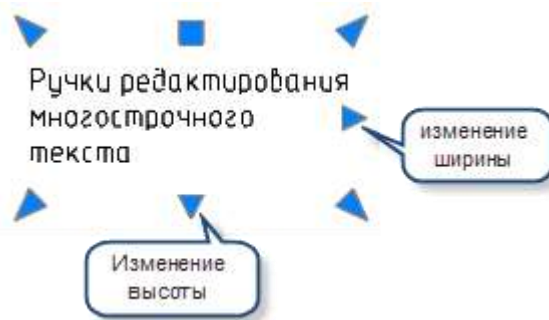 Ручки редактирования
многострочного
текста
изменение
ширины
Изменение
высоты